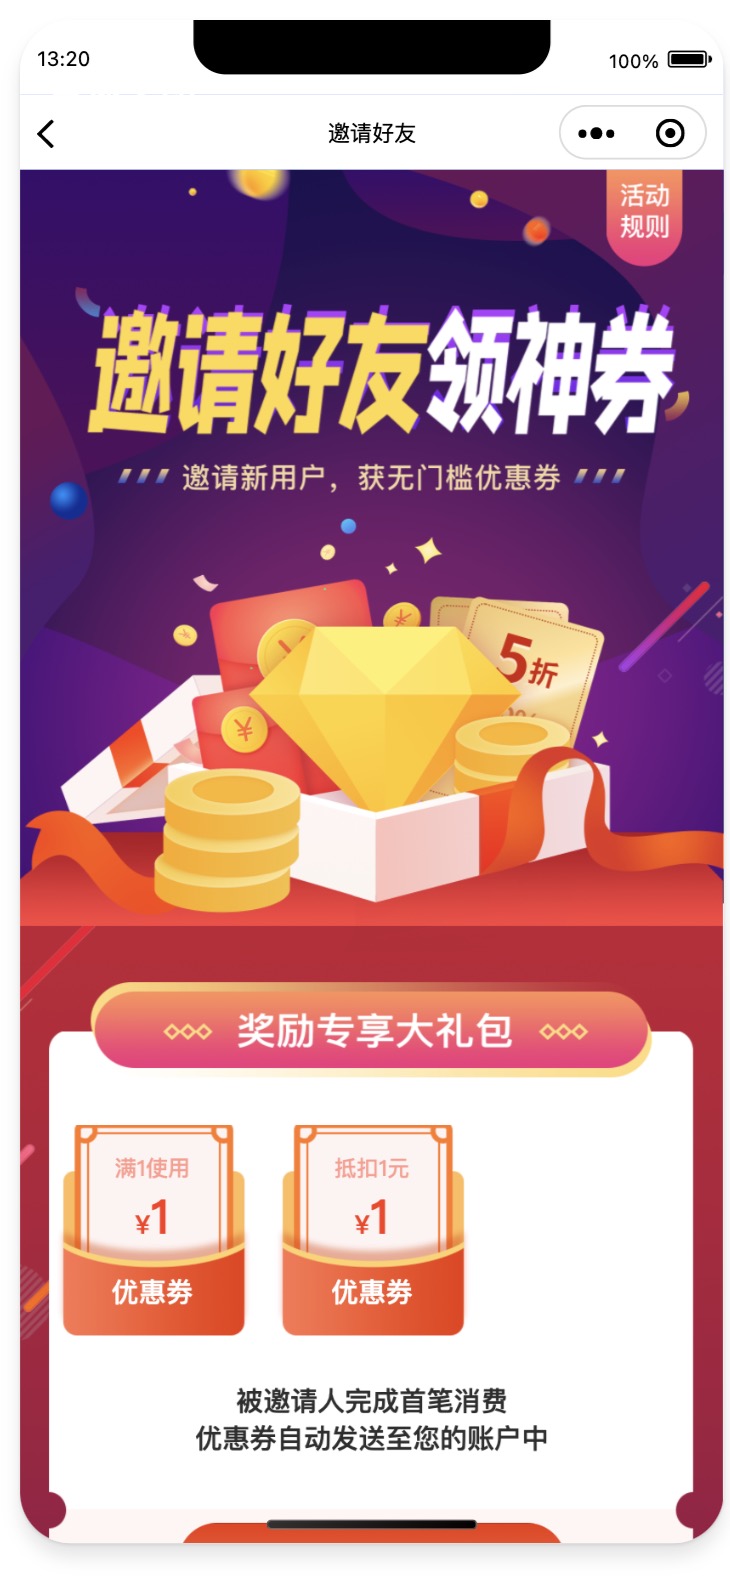 13:20
100%
邀请好友
活动
规则
邀请好友领神券
邀请新用户，获无门槛优惠券
5折
奖励专享大礼包
满1使用
¥1
优惠券
抵扣1元
¥1
优惠券
被邀请人完成首笔消费
优惠券自动发送至您的账户中